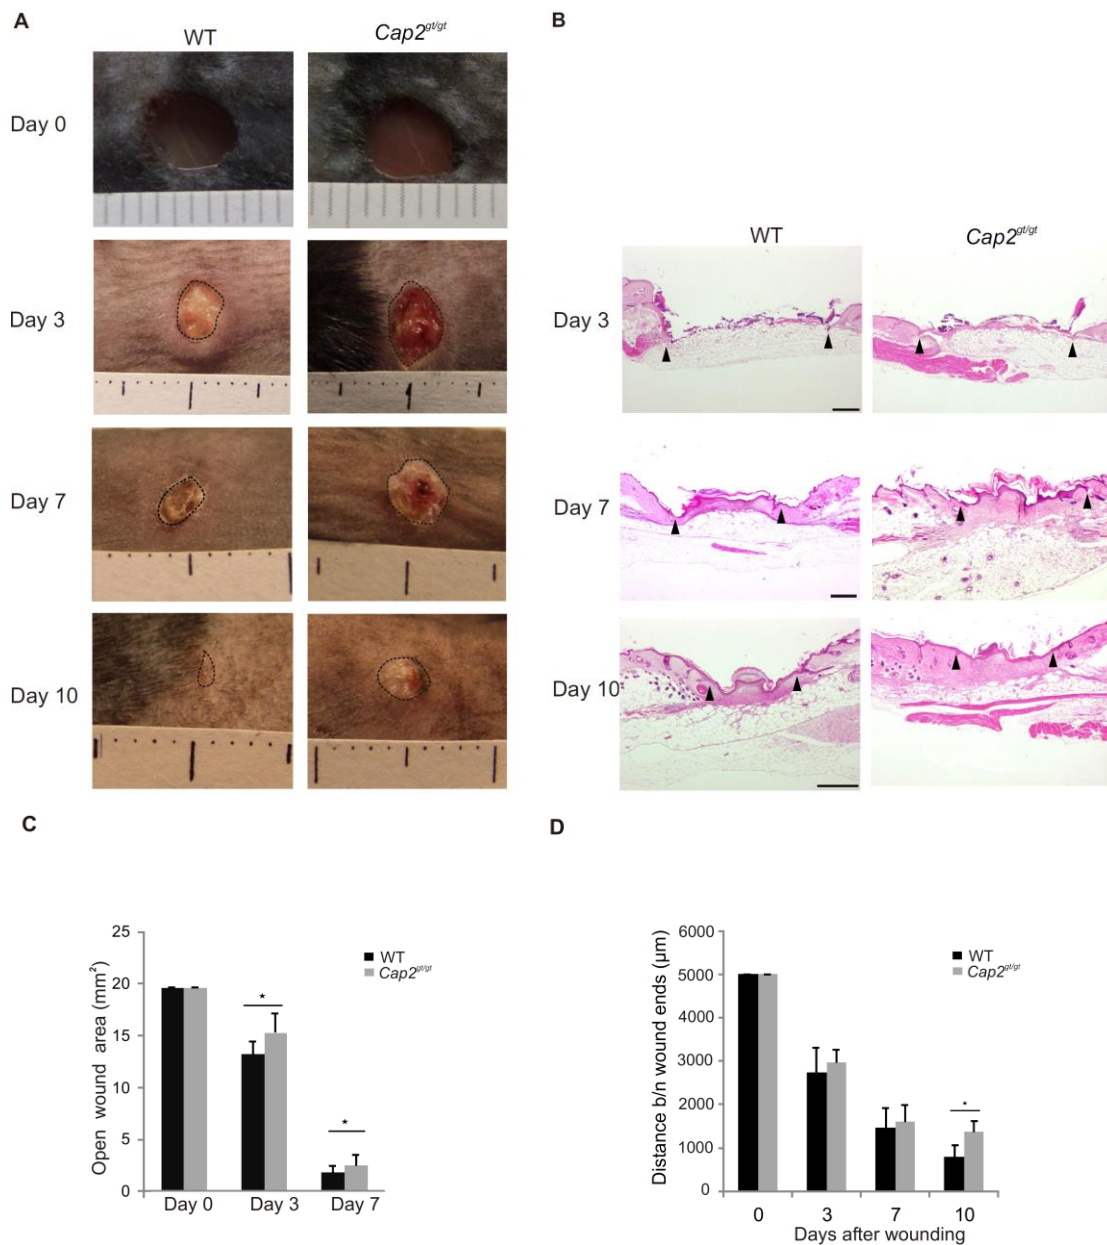 A
WT
Cap2gt/gt
Day 0
Day 3
Day 7
Day 10
B
WT
Cap2gt/gt
Day 3
Day 7
Day 10
C
Open wound area (mm²)
25
20
15
10
5
0
WT
Cap2gt/gt
*
*
Day 0 Day 3 Day 7
D
Distance b/n wound ends (µm)
6000
5000
4000
3000
2000
1000
0
WT
Cap2gt/gt
*
0 3 7 10
Days after wounding